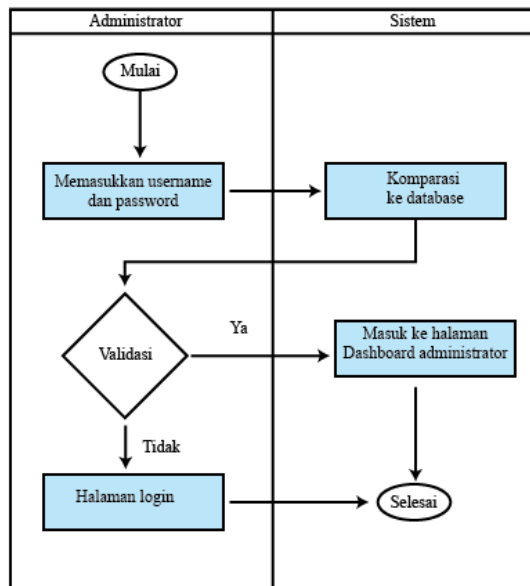 Administrator
Sistem
Mulai
Memasukkan username
dan password
Komparasi
ke database
Validasi
Ya
Masuk ke halaman
Dashboard administrator
Tidak
Halaman login
Selesai